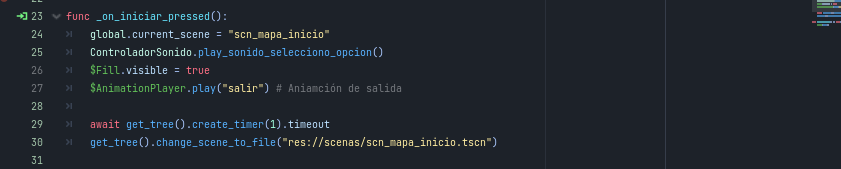 22
23 func _on_iniciar_pressed():
24 global.current_scene = "scn_mapa_inicio"
25 ControladorSonido.play_sonido_selecciono_opcion()
26 $Fill.visible = true
27 $AnimationPlayer.play("salir") # Aniamción de salida
28
29 await get_tree().create_timer(1).timeout
30 get_tree().change_scene_to_file("res://scenas/scn_mapa_inicio.tscn")
31